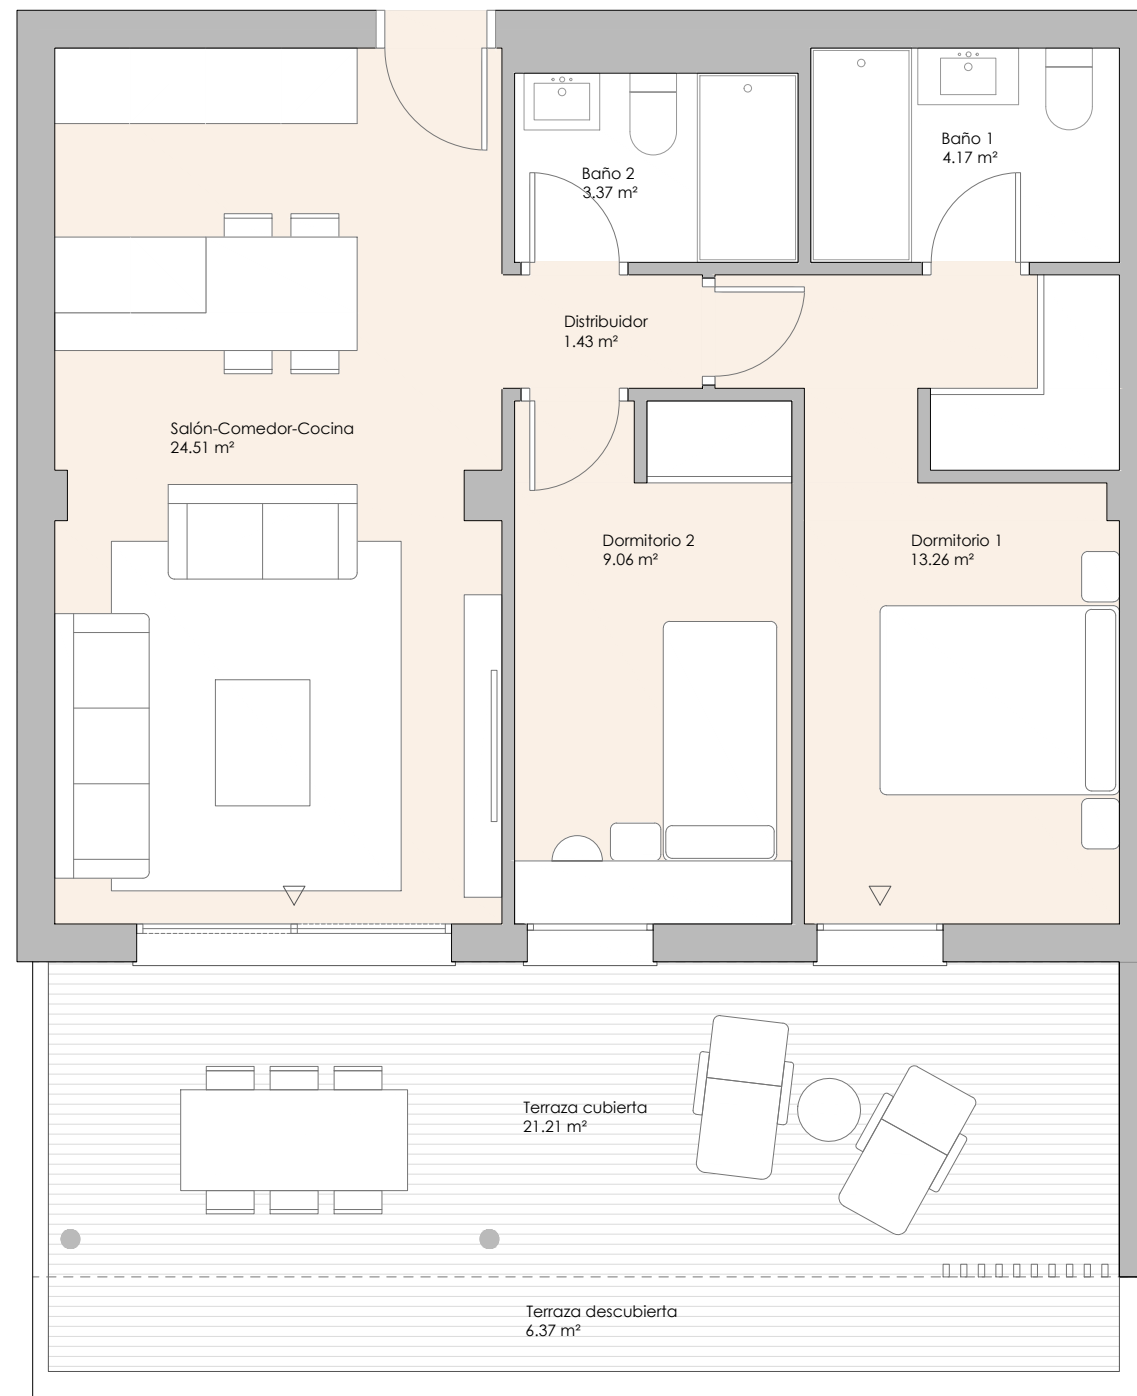 Baño 1
4.17 m²
Baño 2
3.37 m²
Distribuidor
1.43 m²
Salón-Comedor-Cocina
24.51 m²
Dormitorio 2
9.06 m²
Dormitorio 1
13.26 m²
Terraza cubierta
21.21 m²
Terraza descubierta
6.37 m²